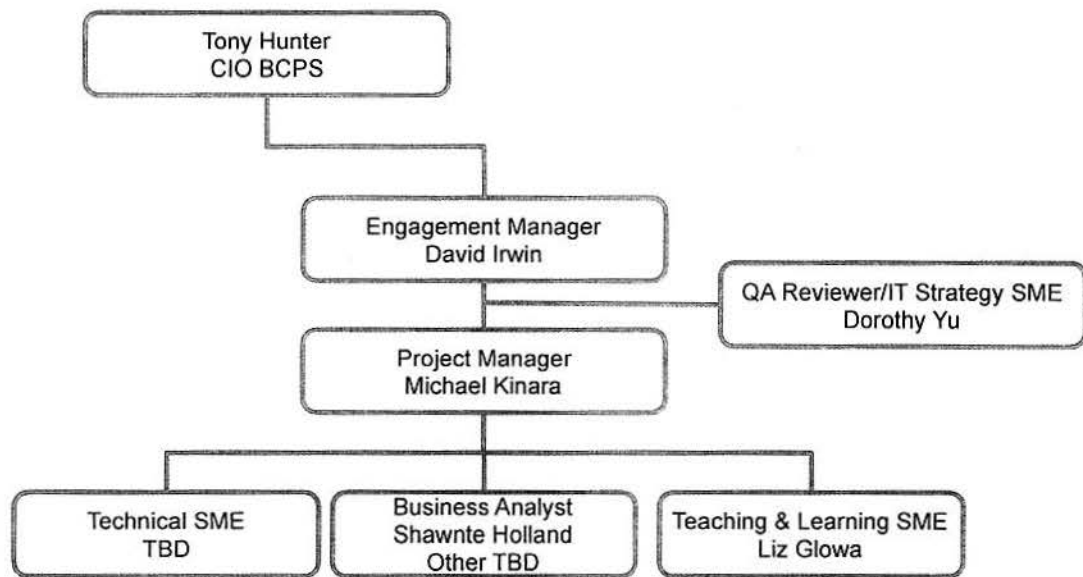 Tony Hunter
CIO BCPS
Engagement Manager
David Irwin
QA Reviewer/IT Strategy SME
Dorothy Yu
Project Manager
Michael Kinara
Technical SME
TBD
Business Analyst
Shawnte Holland
Other TBD
Teaching & Learning SME
Liz Glowa